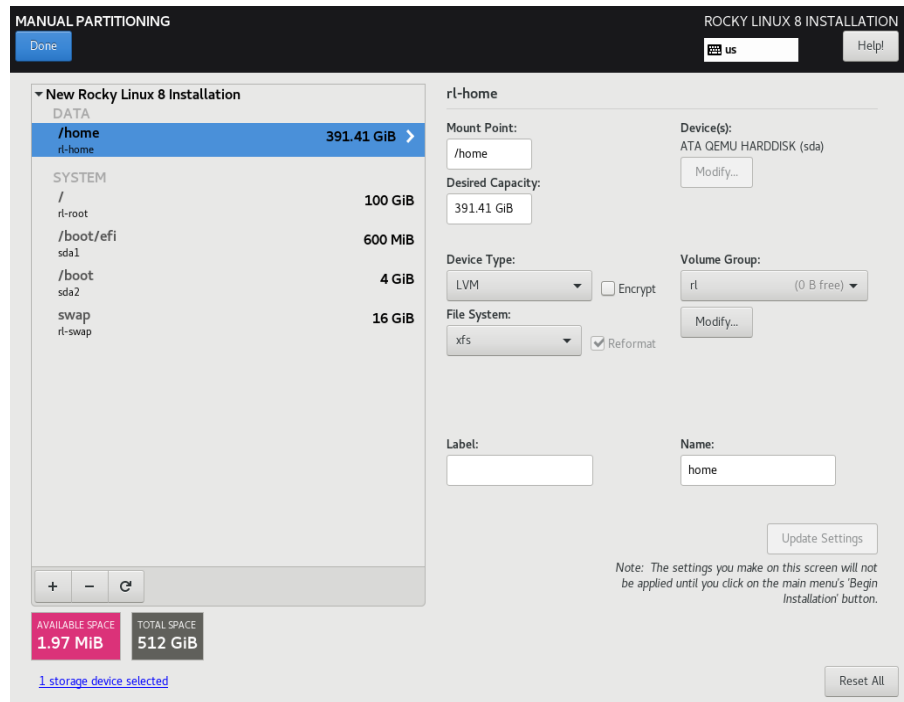 MANUAL PARTITIONING
ROCKY LINUX 8 INSTALLATION
Done
us
Help!
New Rocky Linux 8 Installation
DATA
/home 391.41 GiB
rl-home
SYSTEM
/ 100 GiB
rl-root
/boot/efi 600 MiB
sda1
/boot 4 GiB
sda2
swap 16 GiB
rl-swap
+ − 
AVAILABLE SPACE
1.97 MiB
TOTAL SPACE
512 GiB
1 storage device selected
rl-home
Mount Point:
/home
Device(s):
ATA QEMU HARDDISK (sda)
Modify...
Desired Capacity:
391.41 GiB
Device Type:
LVM
Encrypt
Volume Group:
rl (0 B free)
Modify...
File System:
xfs
Reformat
Label:
Name:
home
Update Settings
Note: The settings you make on this screen will not
be applied until you click on the main menu's 'Begin
Installation' button.
Reset All